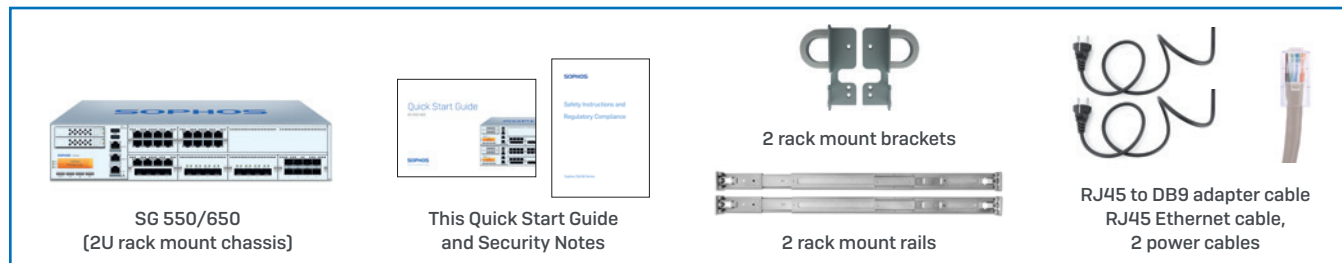 SOPHOS
SOPHOS
SG 550/650
(2U rack mount chassis)
Quick Start Guide
SOPHOS
SOPHOS
Safety Instructions and
Regulatory Compliance
This Quick Start Guide
and Security Notes
2 rack mount brackets
2 rack mount rails
RJ45 to DB9 adapter cable
RJ45 Ethernet cable,
2 power cables